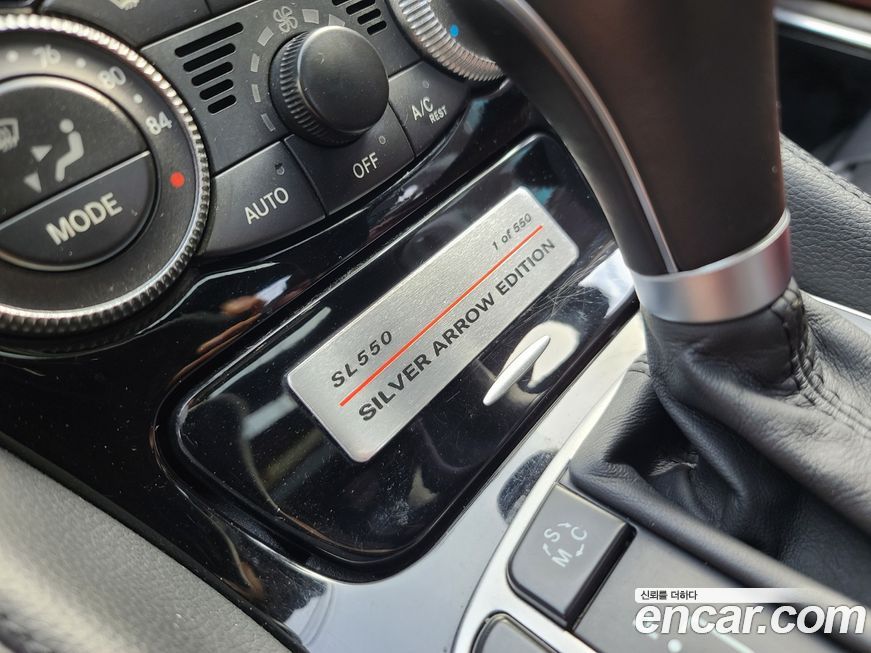 76
80
84
MODE
AUTO
OFF
A/C
REST
1 of 550
SL550
SILVER ARROW EDITION
S
C
M
신뢰를 더하다
encar.com